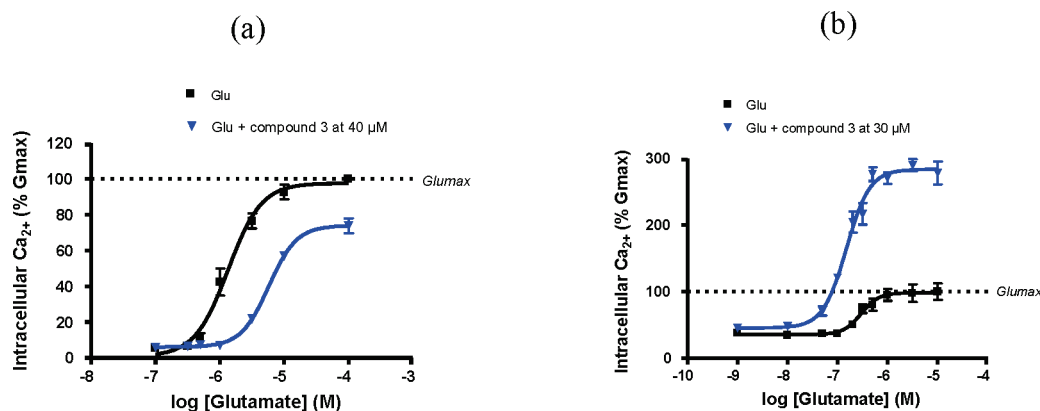 (a)
Glu
Glu + compound 3 at 40 µM
Intracellular Ca2+ (% Gmax)
120
100
80
60
40
20
0
Glumax
-8
-7
-6
-5
-4
-3
log [Glutamate] (M)
(b)
Glu
Glu + compound 3 at 30 µM
Intracellular Ca2+ (% Gmax)
300
200
100
0
Glumax
-10
-9
-8
-7
-6
-5
-4
log [Glutamate] (M)